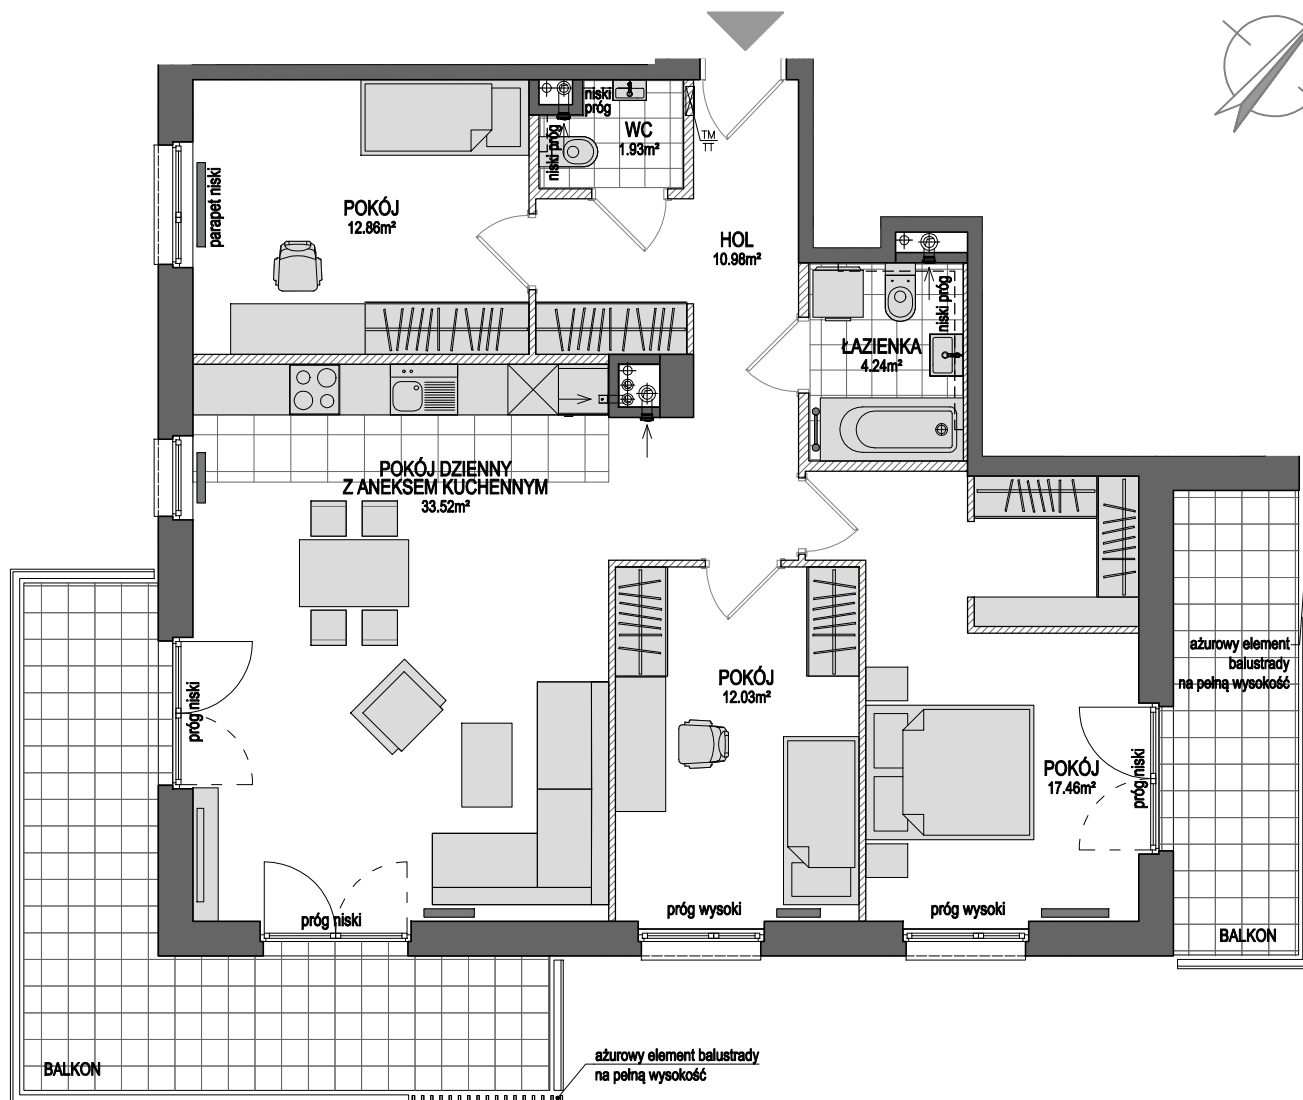 niski
próg
WC
1.93m²
TM
TT
niski próg
parapet niski
POKÓJ
12.86m²
HOL
10.98m²
niski próg
ŁAZIENKA
4.24m²
POKÓJ DZIENNY
Z ANEKSEM KUCHENNYM
33.52m²
ażurowy element
balustrady
na pełną wysokość
POKÓJ
12.03m²
próg niski
POKÓJ
17.46m²
próg niski
próg niski
próg wysoki
próg wysoki
BALKON
BALKON
ażurowy element balustrady
na pełną wysokość